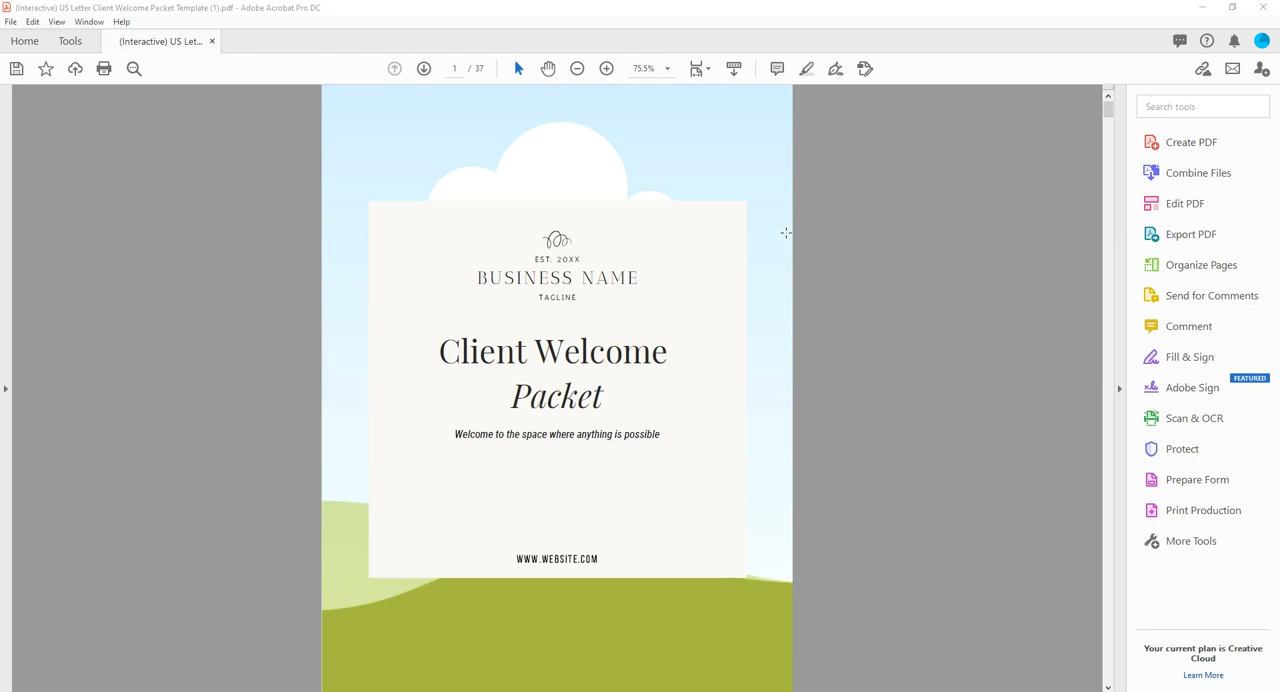 (Interactive) US Letter Client Welcome Packet Template (1).pdf - Adobe Acrobat Pro DC
File Edit View Window Help
Home Tools (Interactive) US Let... ×
1 / 37 75.5%
Search tools
Create PDF
Combine Files
Edit PDF
Export PDF
Organize Pages
Send for Comments
Comment
Fill & Sign
FEATURED
Adobe Sign
Scan & OCR
Protect
Prepare Form
Print Production
More Tools
Your current plan is Creative
Cloud
Learn More
EST. 20XX
BUSINESS NAME
TAGLINE
Client Welcome
Packet
Welcome to the space where anything is possible
WWW.WEBSITE.COM